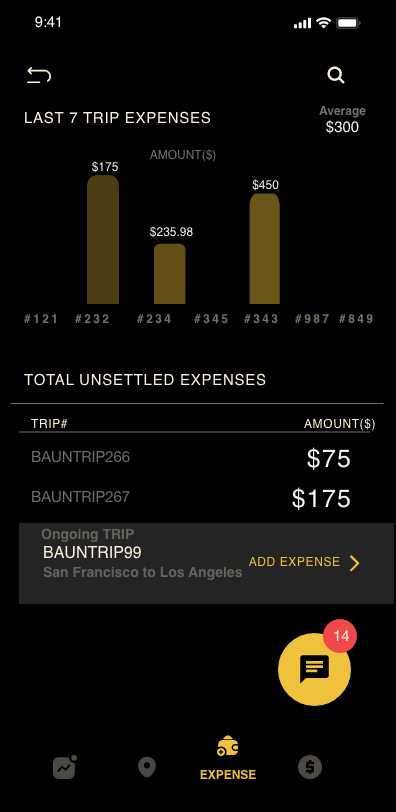 9:41
LAST 7 TRIP EXPENSES
Average
$300
AMOUNT($)
$175
$450
$235.98
#121 #232 #234 #345 #343 #987 #849
TOTAL UNSETTLED EXPENSES
TRIP# AMOUNT($)
BAUNTRIP266 $75
BAUNTRIP267 $175
Ongoing TRIP
BAUNTRIP99
ADD EXPENSE
San Francisco to Los Angeles
14
$
EXPENSE